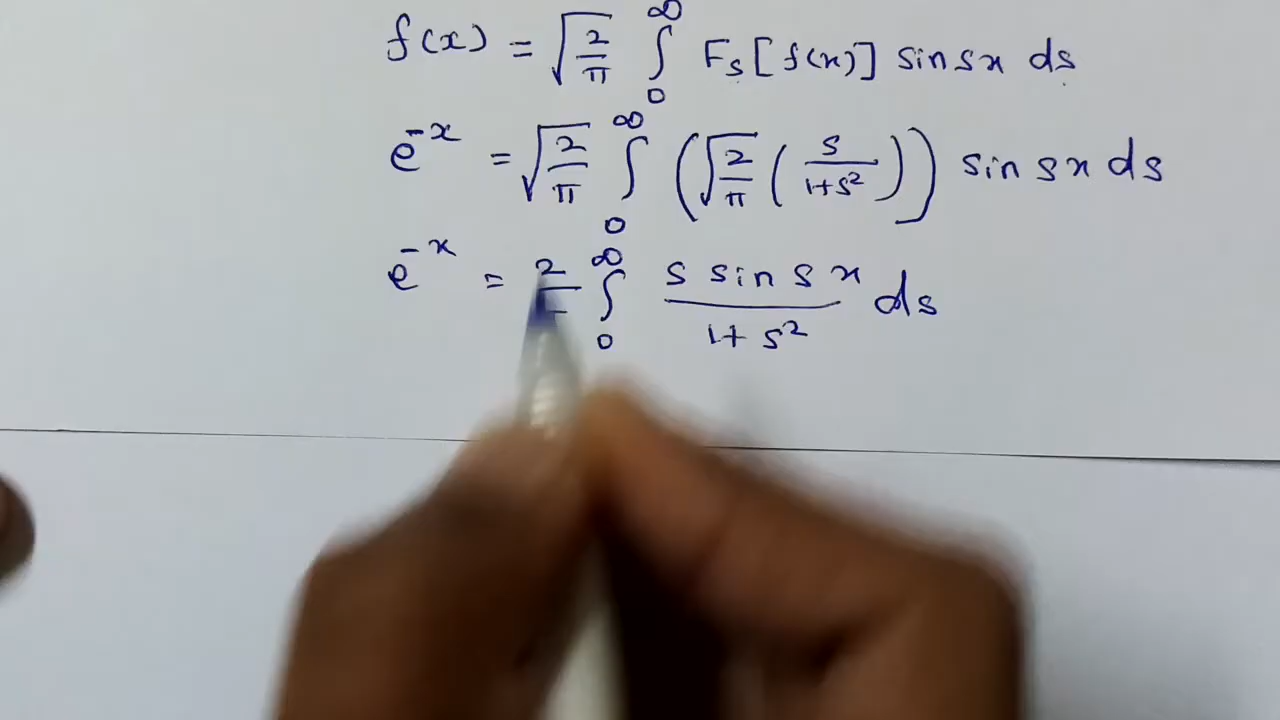 f(x) = √(2/π) ∫₀^∞ Fₛ[f(x)] sin sx ds
e^{-x} = √(2/π) ∫₀^∞ (√(2/π) (s/(1+s²))) sin sx ds
e^{-x} = 2/ ∫₀^∞ (s sin s x)/(1+s²) ds